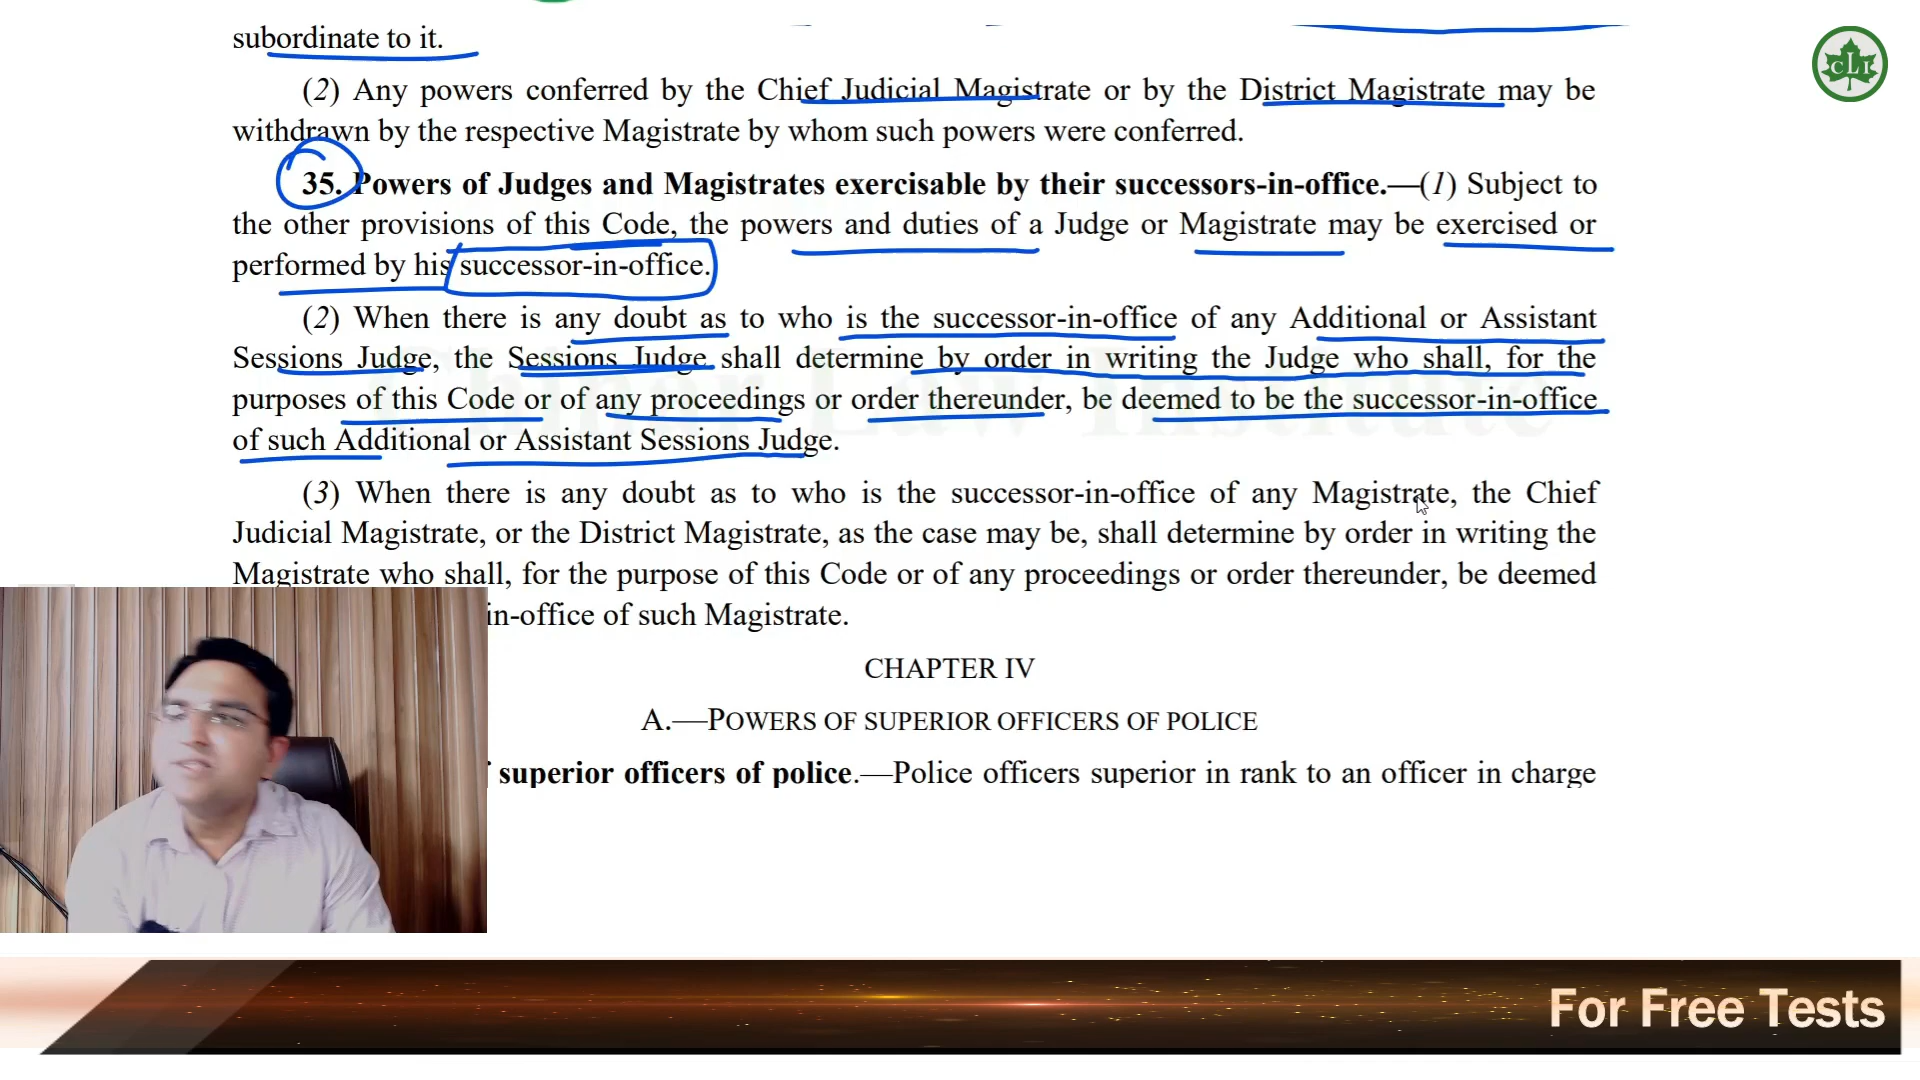 subordinate to it.
(2) Any powers conferred by the Chief Judicial Magistrate or by the District Magistrate may be
withdrawn by the respective Magistrate by whom such powers were conferred.
35. Powers of Judges and Magistrates exercisable by their successors-in-office.—(1) Subject to
the other provisions of this Code, the powers and duties of a Judge or Magistrate may be exercised or
performed by his successor-in-office.
(2) When there is any doubt as to who is the successor-in-office of any Additional or Assistant
Sessions Judge, the Sessions Judge shall determine by order in writing the Judge who shall, for the
purposes of this Code or of any proceedings or order thereunder, be deemed to be the successor-in-office
of such Additional or Assistant Sessions Judge.
(3) When there is any doubt as to who is the successor-in-office of any Magistrate, the Chief
Judicial Magistrate, or the District Magistrate, as the case may be, shall determine by order in writing the
Magistrate who shall, for the purpose of this Code or of any proceedings or order thereunder, be deemed
in-office of such Magistrate.
CHAPTER IV
A.—POWERS OF SUPERIOR OFFICERS OF POLICE
superior officers of police.—Police officers superior in rank to an officer in charge
For Free Tests
CLI